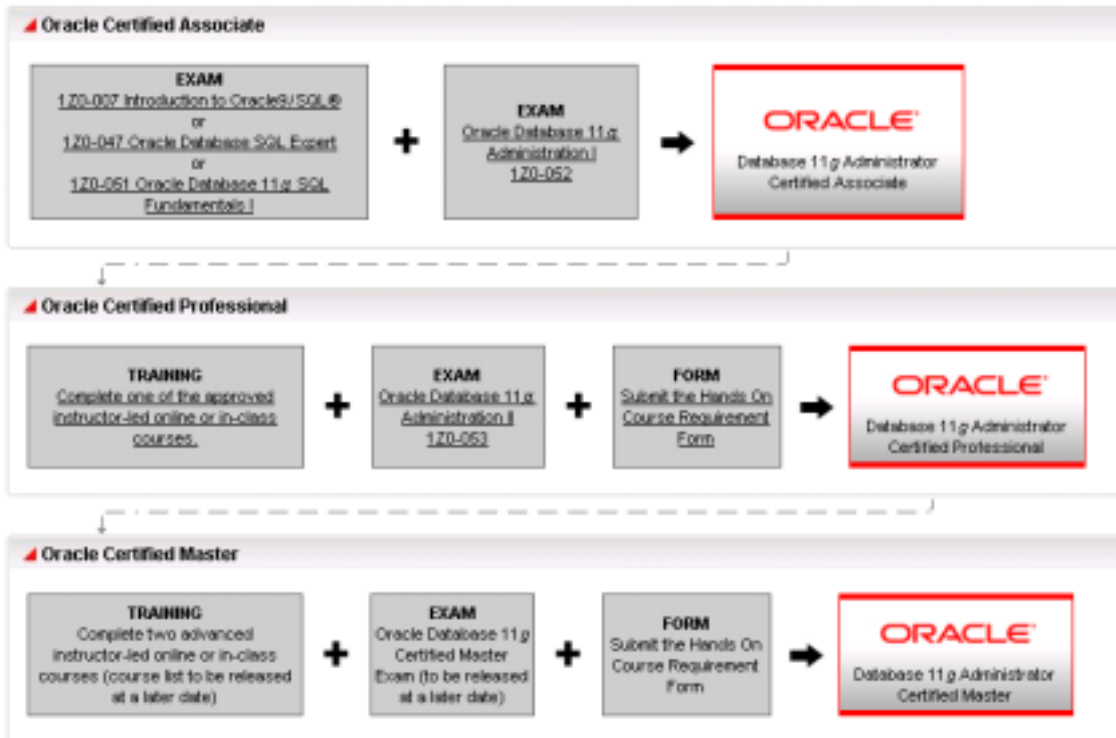 Oracle Certified Associate
EXAM
1Z0-007 Introduction to Oracle9i SQL®
or
1Z0-047 Oracle Database SQL Expert
or
1Z0-051 Oracle Database 11g SQL
Fundamentals I
+
EXAM
Oracle Database 11g
Administration I
1Z0-052
ORACLE®
Database 11g Administrator
Certified Associate
Oracle Certified Professional
TRAINING
Complete one of the approved
instructor-led online or in-class
courses.
+
EXAM
Oracle Database 11g
Administration II
1Z0-053
+
FORM
Submit the Hands On
Course Requirement
Form
ORACLE®
Database 11g Administrator
Certified Professional
Oracle Certified Master
TRAINING
Complete two advanced
instructor-led online or in-class
courses (course list to be released
at a later date)
+
EXAM
Oracle Database 11g
Certified Master
Exam (to be released
at a later date)
+
FORM
Submit the Hands On
Course Requirement
Form
ORACLE®
Database 11g Administrator
Certified Master